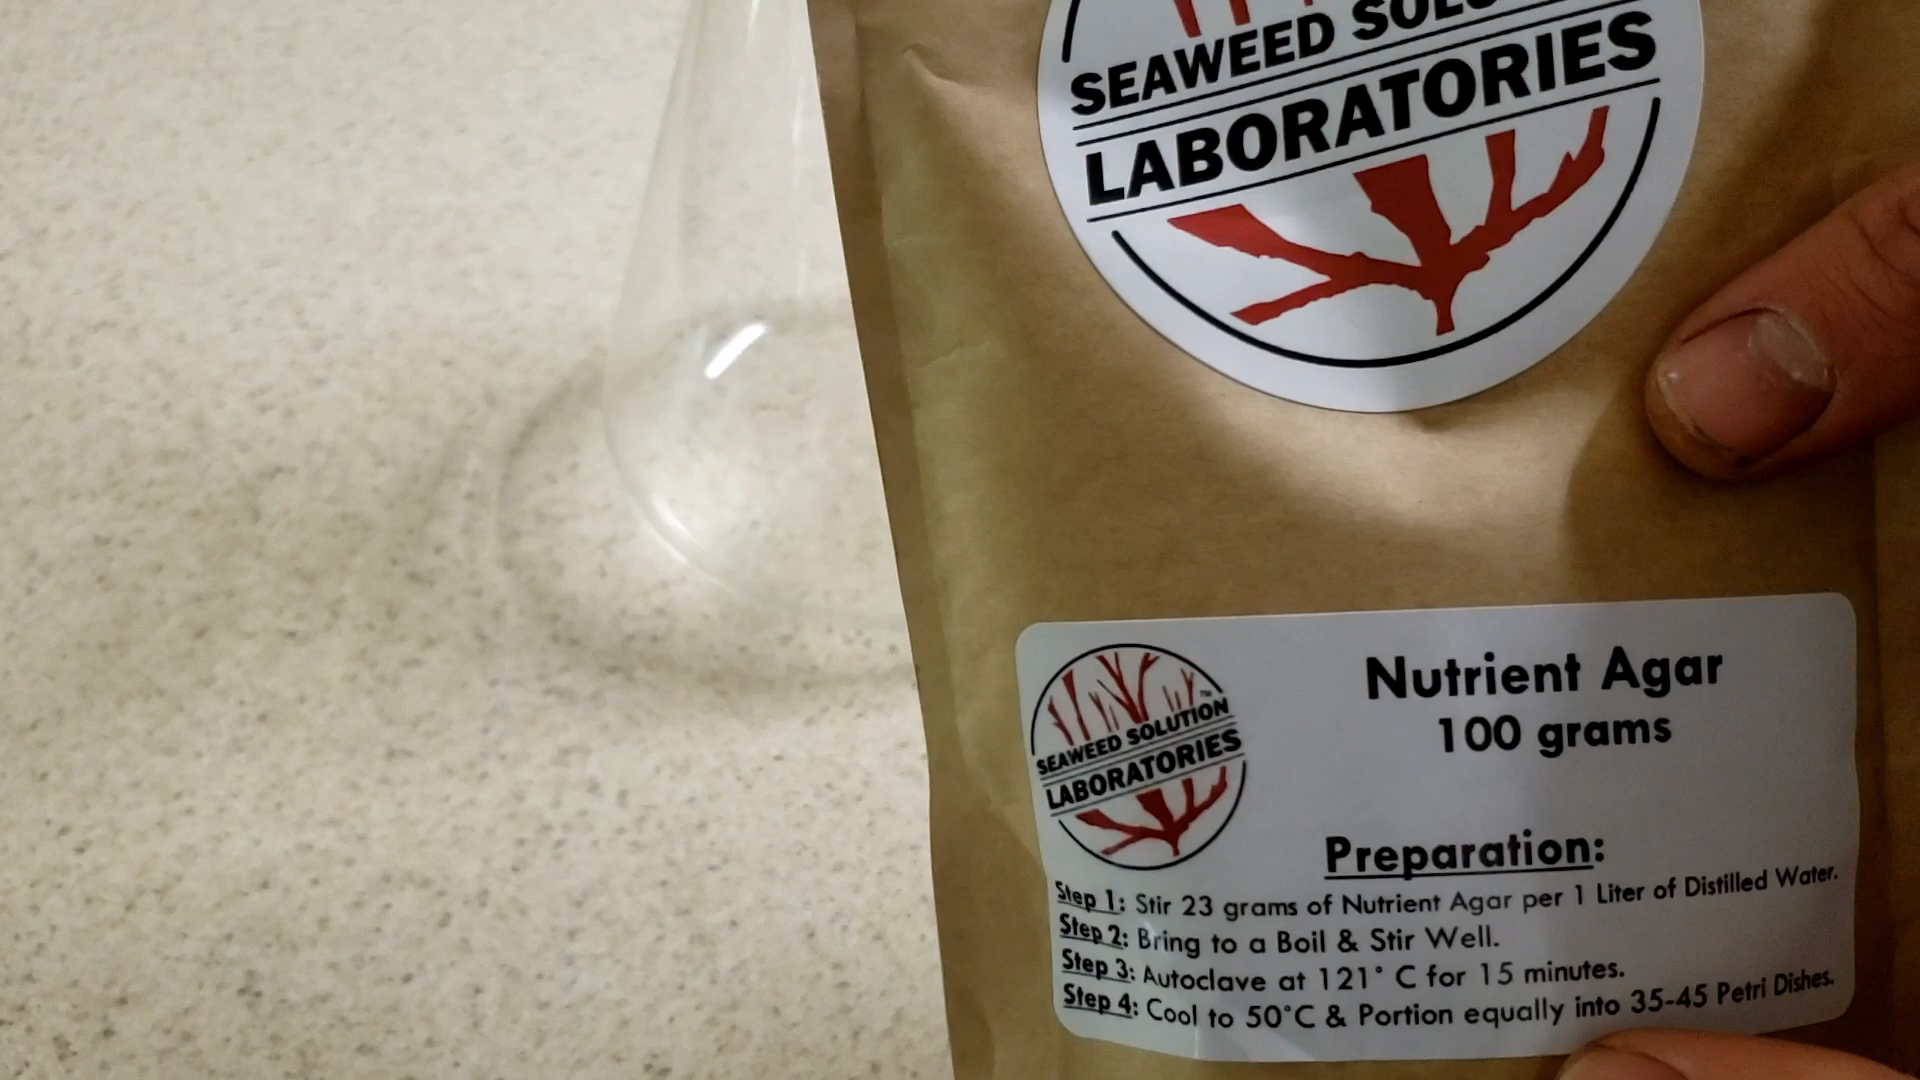 SEAWEED
LABORATORIES
Nutrient Agar
100 grams
SEAWEED SOLUTION
LABORATORIES
TM
Preparation:
Step 1: Stir 23 grams of Nutrient Agar per 1 Liter of Distilled Water.
Step 2: Bring to a Boil & Stir Well.
Step 3: Autoclave at 121° C for 15 minutes.
Step 4: Cool to 50°C & Portion equally into 35-45 Petri Dishes.